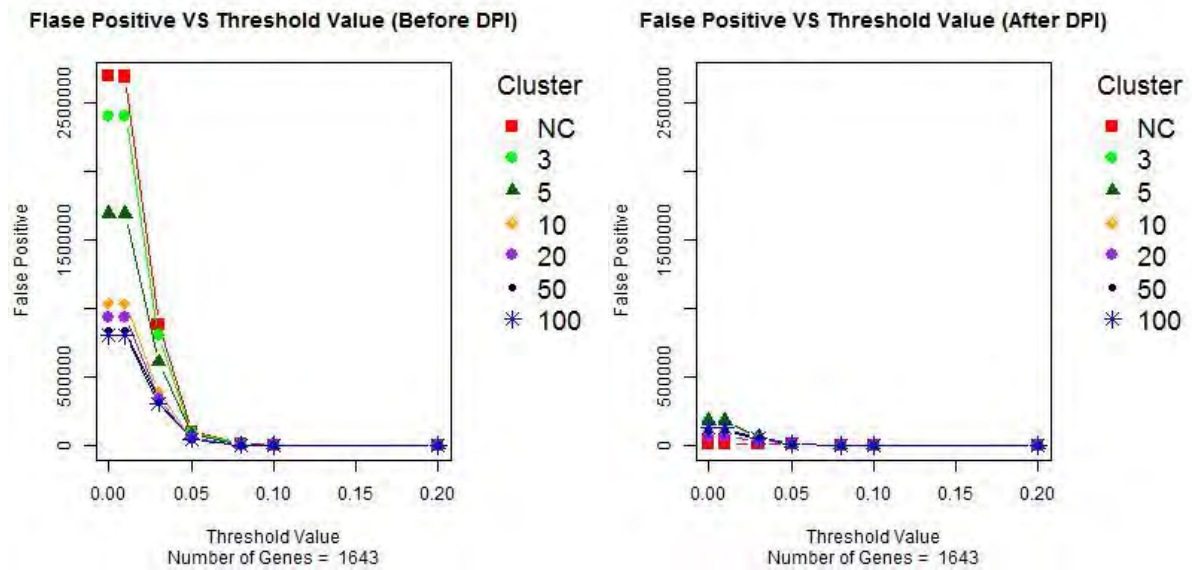 Flase Positive VS Threshold Value (Before DPI)
False Positive
0
500000
1500000
2500000
0.00 0.05 0.10 0.15 0.20
Threshold Value
Number of Genes = 1643
Cluster
NC
3
5
10
20
50
100
False Positive VS Threshold Value (After DPI)
False Positive
0
500000
1500000
2500000
0.00 0.05 0.10 0.15 0.20
Threshold Value
Number of Genes = 1643
Cluster
NC
3
5
10
20
50
100